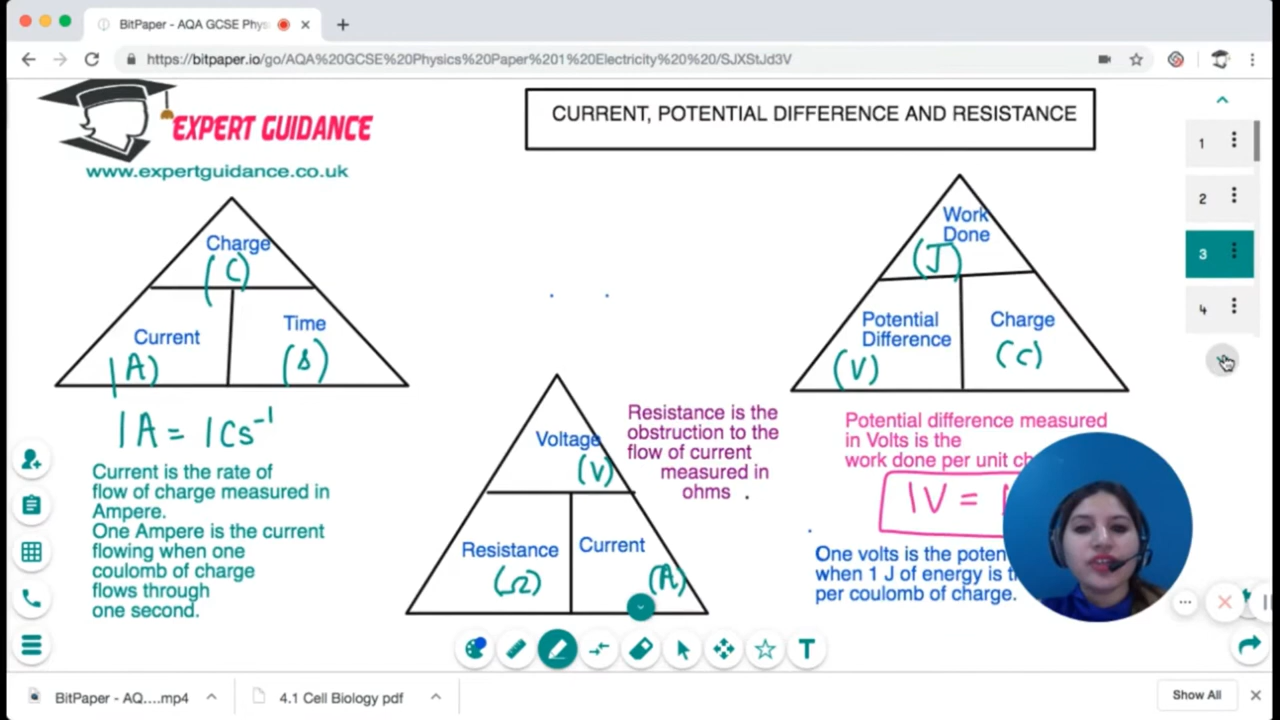 BitPaper - AQA GCSE Phys
https://bitpaper.io/go/AQA%20GCSE%20Physics%20Paper%201%20Electricity%20%20/SJXStJd3V
EXPERT GUIDANCE
www.expertguidance.co.uk
CURRENT, POTENTIAL DIFFERENCE AND RESISTANCE
1
2
3
4
Charge
(C)
Current
(A)
Time
(s)
1A = 1Cs⁻¹
Current is the rate of
flow of charge measured in
Ampere.
One Ampere is the current
flowing when one
coulomb of charge
flows through
one second.
Voltage
(V)
Resistance
(Ω)
Current
(A)
Resistance is the
obstruction to the
flow of current
measured in
ohms .
Work
Done
(J)
Potential
Difference
(V)
Charge
(C)
Potential difference measured
in Volts is the
work done per unit
1V =
One volts is the
when 1 J of energy is
per coulomb of charge.
T
BitPaper - AQ....mp4
4.1 Cell Biology pdf
Show All